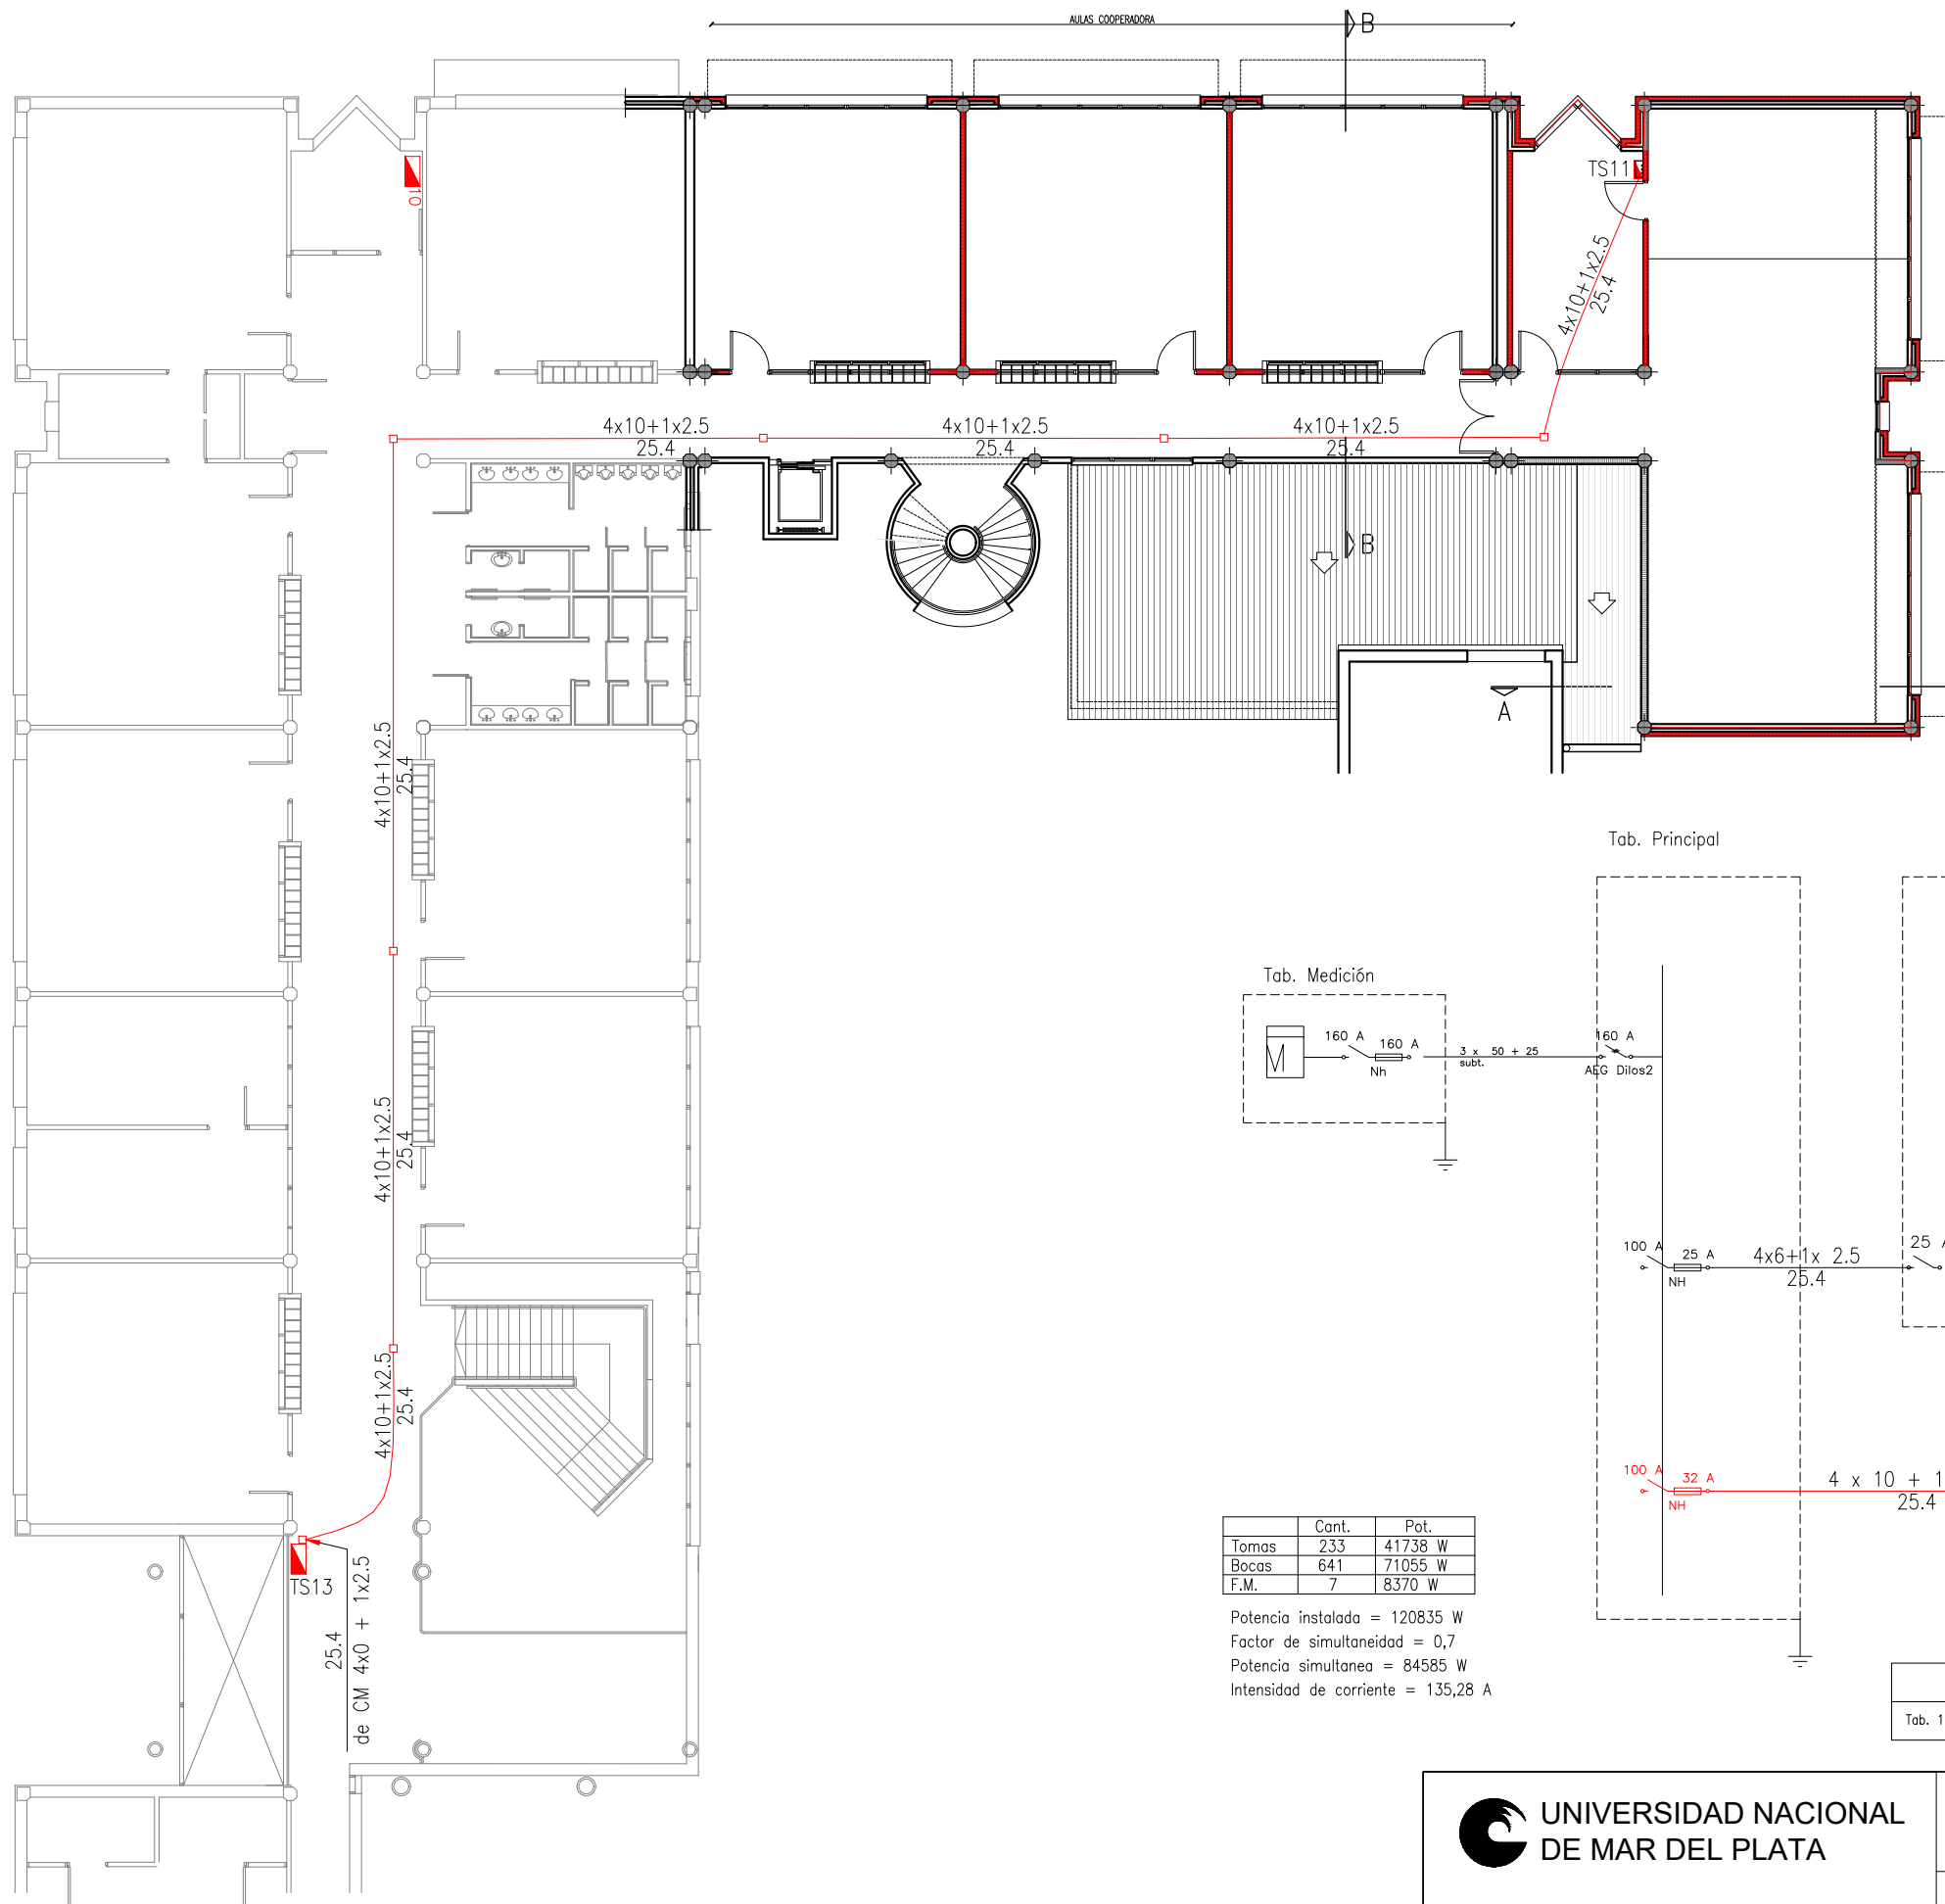 AULAS COOPERADORA
B
10
TS11
4x10+1x2.5
25.4
4x10+1x2.5
25.4
4x10+1x2.5
25.4
4x10+1x2.5
25.4
B
A
4x10+1x2.5
25.4
4x10+1x2.5
25.4
4x10+1x2.5
25.4
TS13
25.4
de CM 4x0 + 1x2.5
Tab. Principal
Tab. Medición
M
160 A
160 A
Nh
3 x 50 + 25
subt.
160 A
AEG Dilos2
100 A
25 A
NH
4x6+1x 2.5
25.4
25 A
100 A
32 A
NH
4 x 10 + 1
25.4
Cant. Pot.
Tomas 233 41738 W
Bocas 641 71055 W
F.M. 7 8370 W
Potencia instalada = 120835 W
Factor de simultaneidad = 0,7
Potencia simultanea = 84585 W
Intensidad de corriente = 135,28 A
Tab. 1
UNIVERSIDAD NACIONAL
DE MAR DEL PLATA